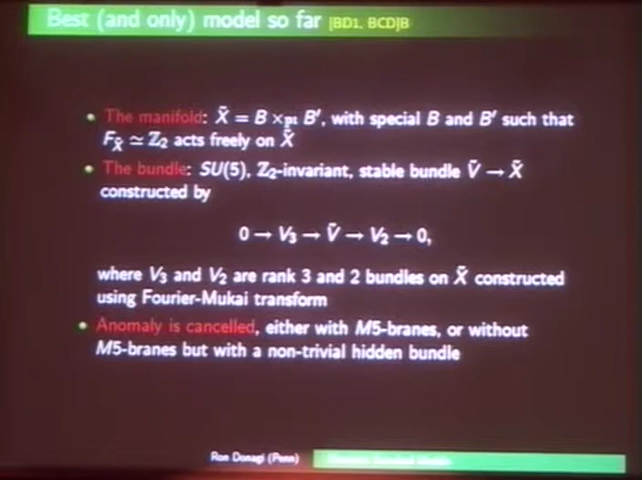 Best (and only) model so far [BD1, BCD]B
• The manifold: X̃ = B ×_{P¹} B′, with special B and B′ such that
F_X̃ ≃ ℤ₂ acts freely on X̃
• The bundle: SU(5), ℤ₂-invariant, stable bundle Ṽ → X̃
constructed by
0 → V₃ → Ṽ → V₂ → 0,
where V₃ and V₂ are rank 3 and 2 bundles on X̃ constructed
using Fourier-Mukai transform
• Anomaly is cancelled, either with M5-branes, or without
M5-branes but with a non-trivial hidden bundle
Ron Donagi (Penn)